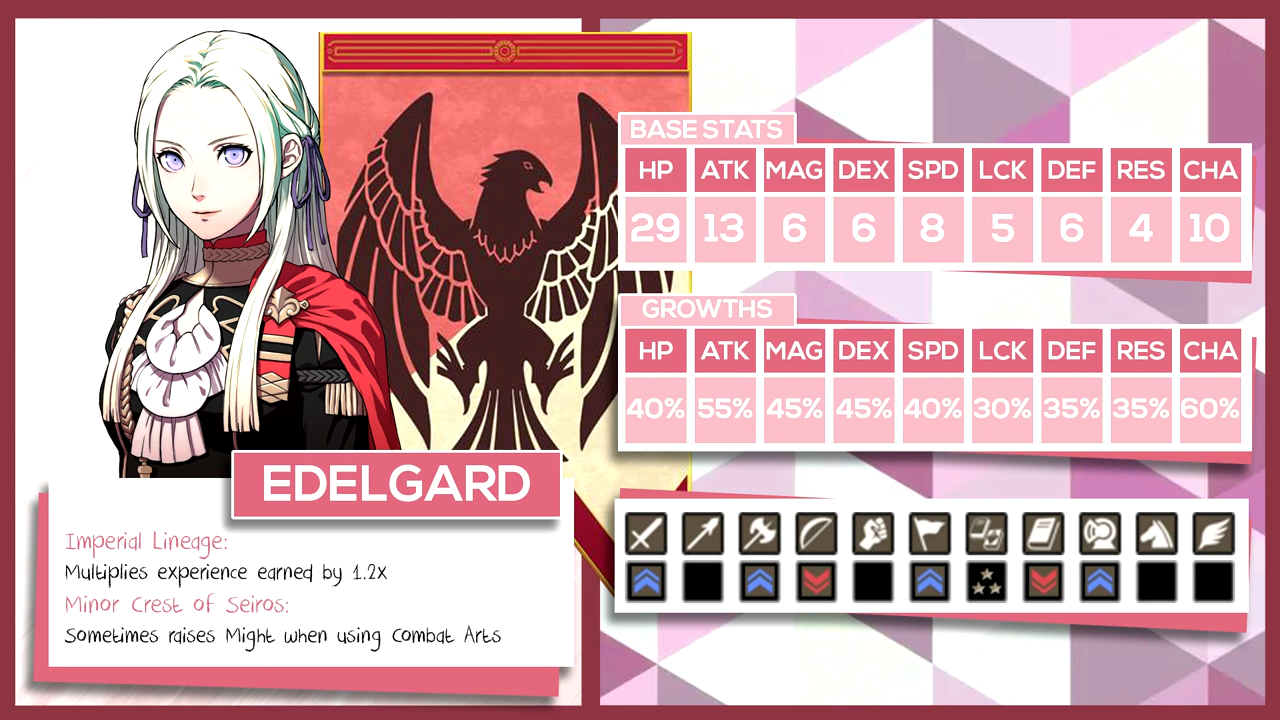 EDELGARD
Imperial Lineage:
Multiplies experience earned by 1.2x
Minor Crest of Seiros:
Sometimes raises Might when using Combat Arts
BASE STATS
HP ATK MAG DEX SPD LCK DEF RES CHA
29 13 6 6 8 5 6 4 10
GROWTHS
HP ATK MAG DEX SPD LCK DEF RES CHA
40% 55% 45% 45% 40% 30% 35% 35% 60%